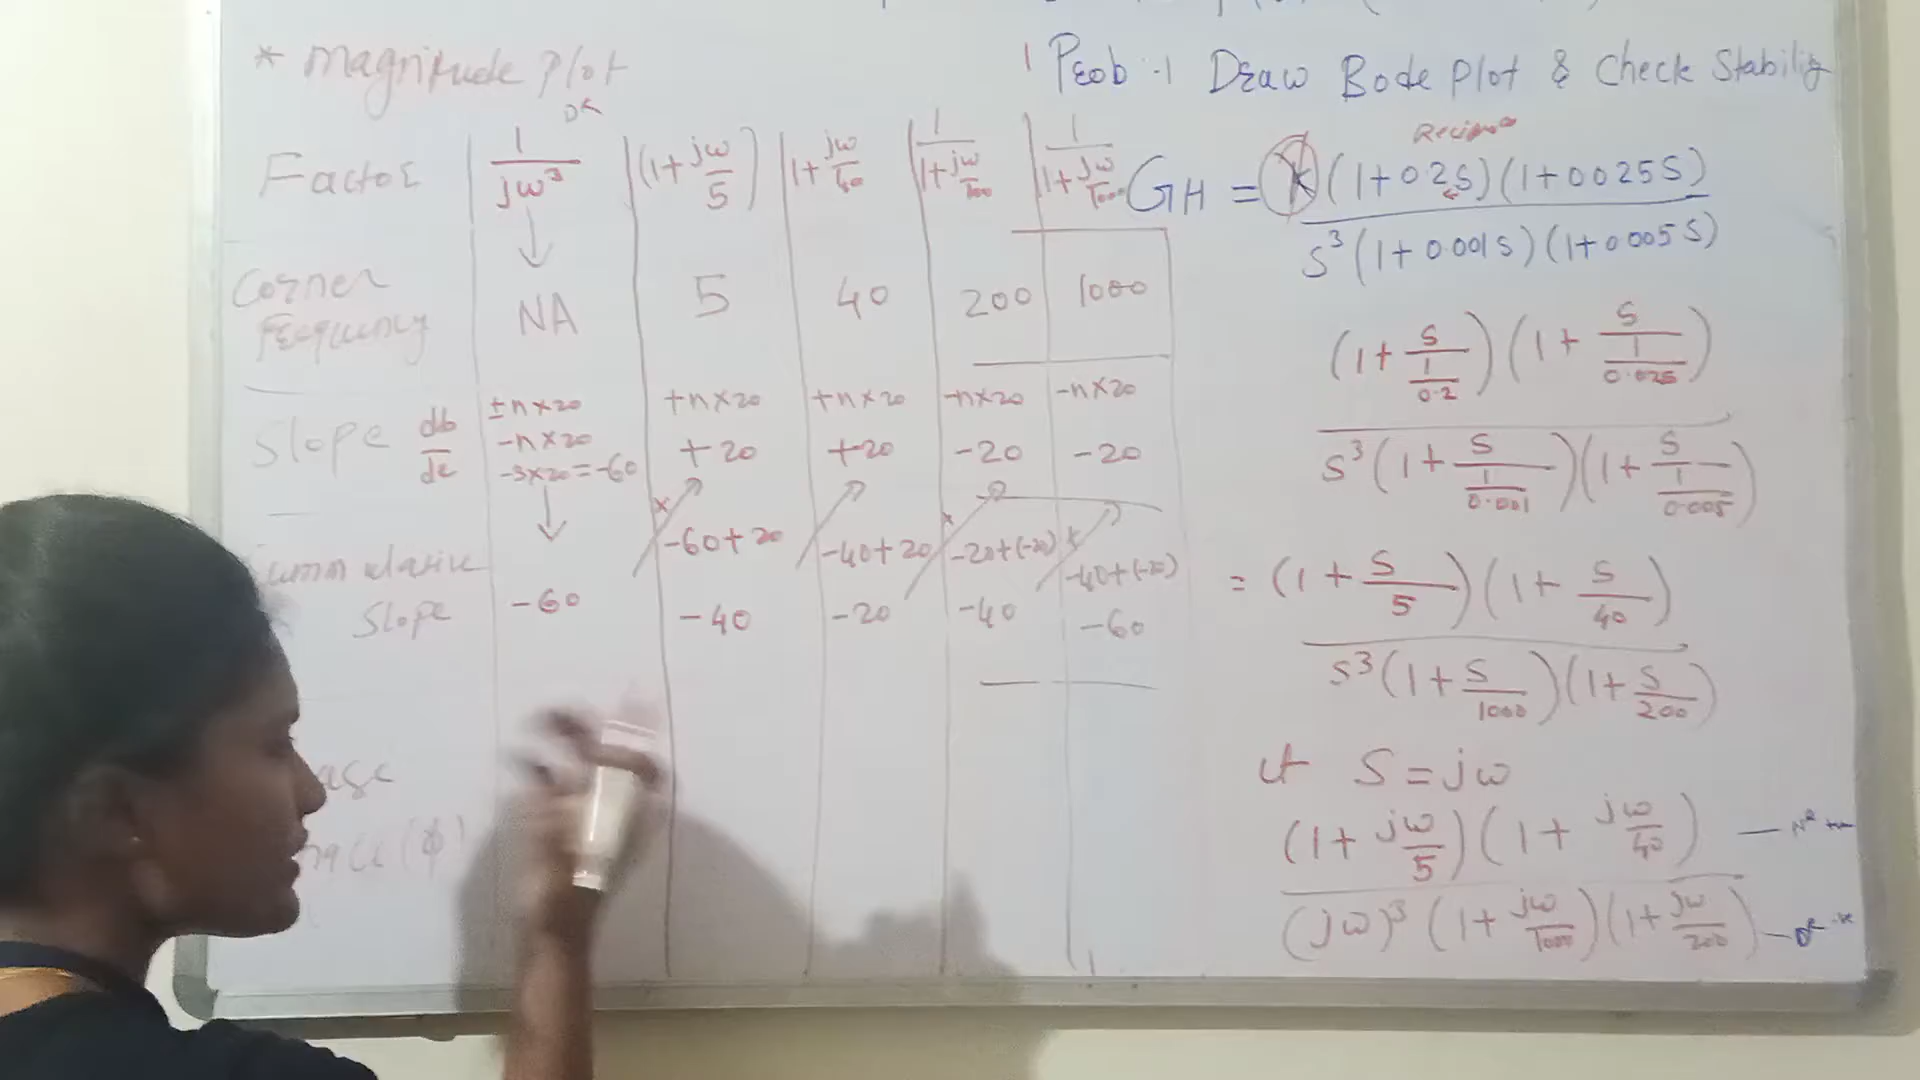 * Magnitude Plot
DR
Factor | 1/jω³ | (1+jω/5) | 1+jω/40 | 1/1+jω/200 | 1/1+jω/1000
Corner Frequency NA 5 40 200 1000
Slope db/de ±n×20 +n×20 +n×20 -n×20 -n×20
-n×20 +20 +20 -20 -20
-3×20=-60
-60+20 -40+20 -20+(-20) -40+(-20)
Slope -60 -40 -20 -40 -60
(ϕ)
Prob.1 Draw Bode Plot & Check Stability
GH = K(1+0.2S)(1+0.025S)
S³(1+0.001S)(1+0.005S)
(1+S/1/0.2)(1+S/1/0.025)
S³(1+S/1/0.001)(1+S/1/0.005)
= (1+S/5)(1+S/40)
S³(1+S/1000)(1+S/200)
S=jω
(1+jω/5)(1+jω/40) —
(jω)³(1+jω/1000)(1+jω/200) —